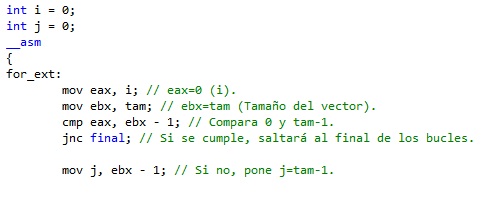 int i = 0;
int j = 0;
__asm
{
for_ext:
mov eax, i; // eax=0 (i).
mov ebx, tam; // ebx=tam (Tamaño del vector).
cmp eax, ebx - 1; // Compara 0 y tam-1.
jnc final; // Si se cumple, saltará al final de los bucles.
mov j, ebx - 1; // Si no, pone j=tam-1.